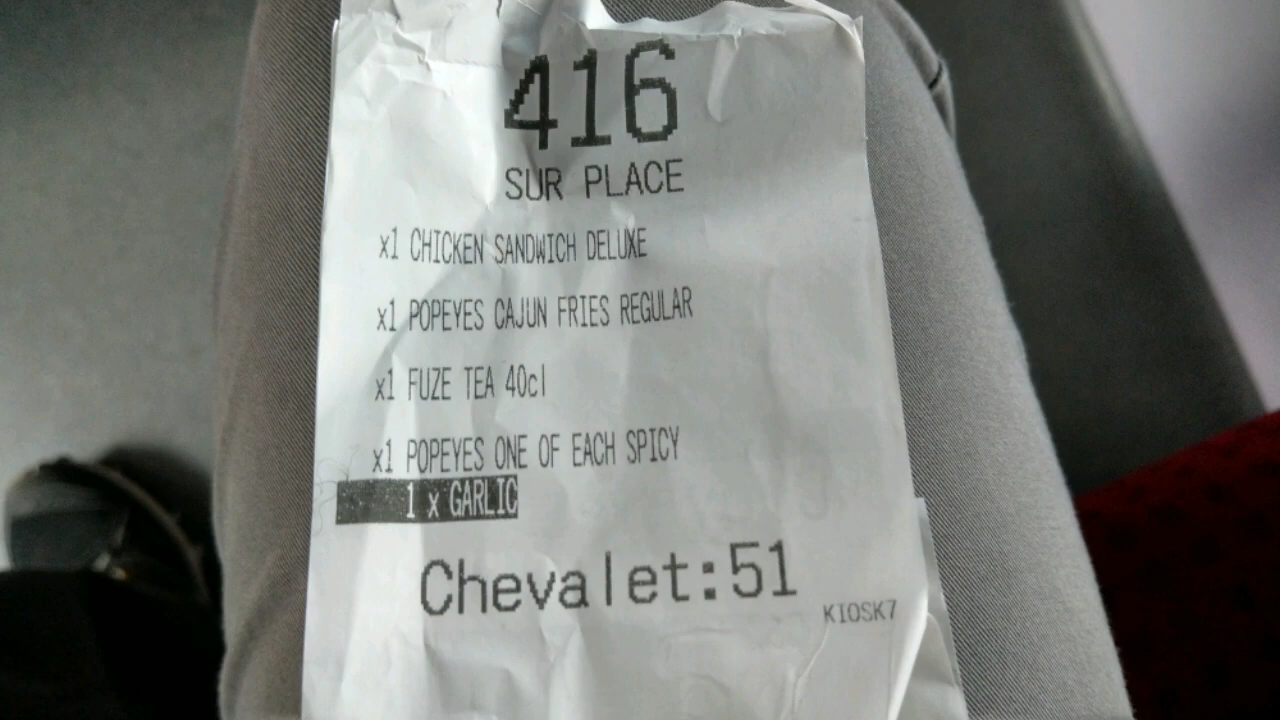 416
SUR PLACE
x1 CHICKEN SANDWICH DELUXE
x1 POPEYES CAJUN FRIES REGULAR
x1 FUZE TEA 40cl
x1 POPEYES ONE OF EACH SPICY
1 x GARLIC
Chevalet:51
KIOSK7